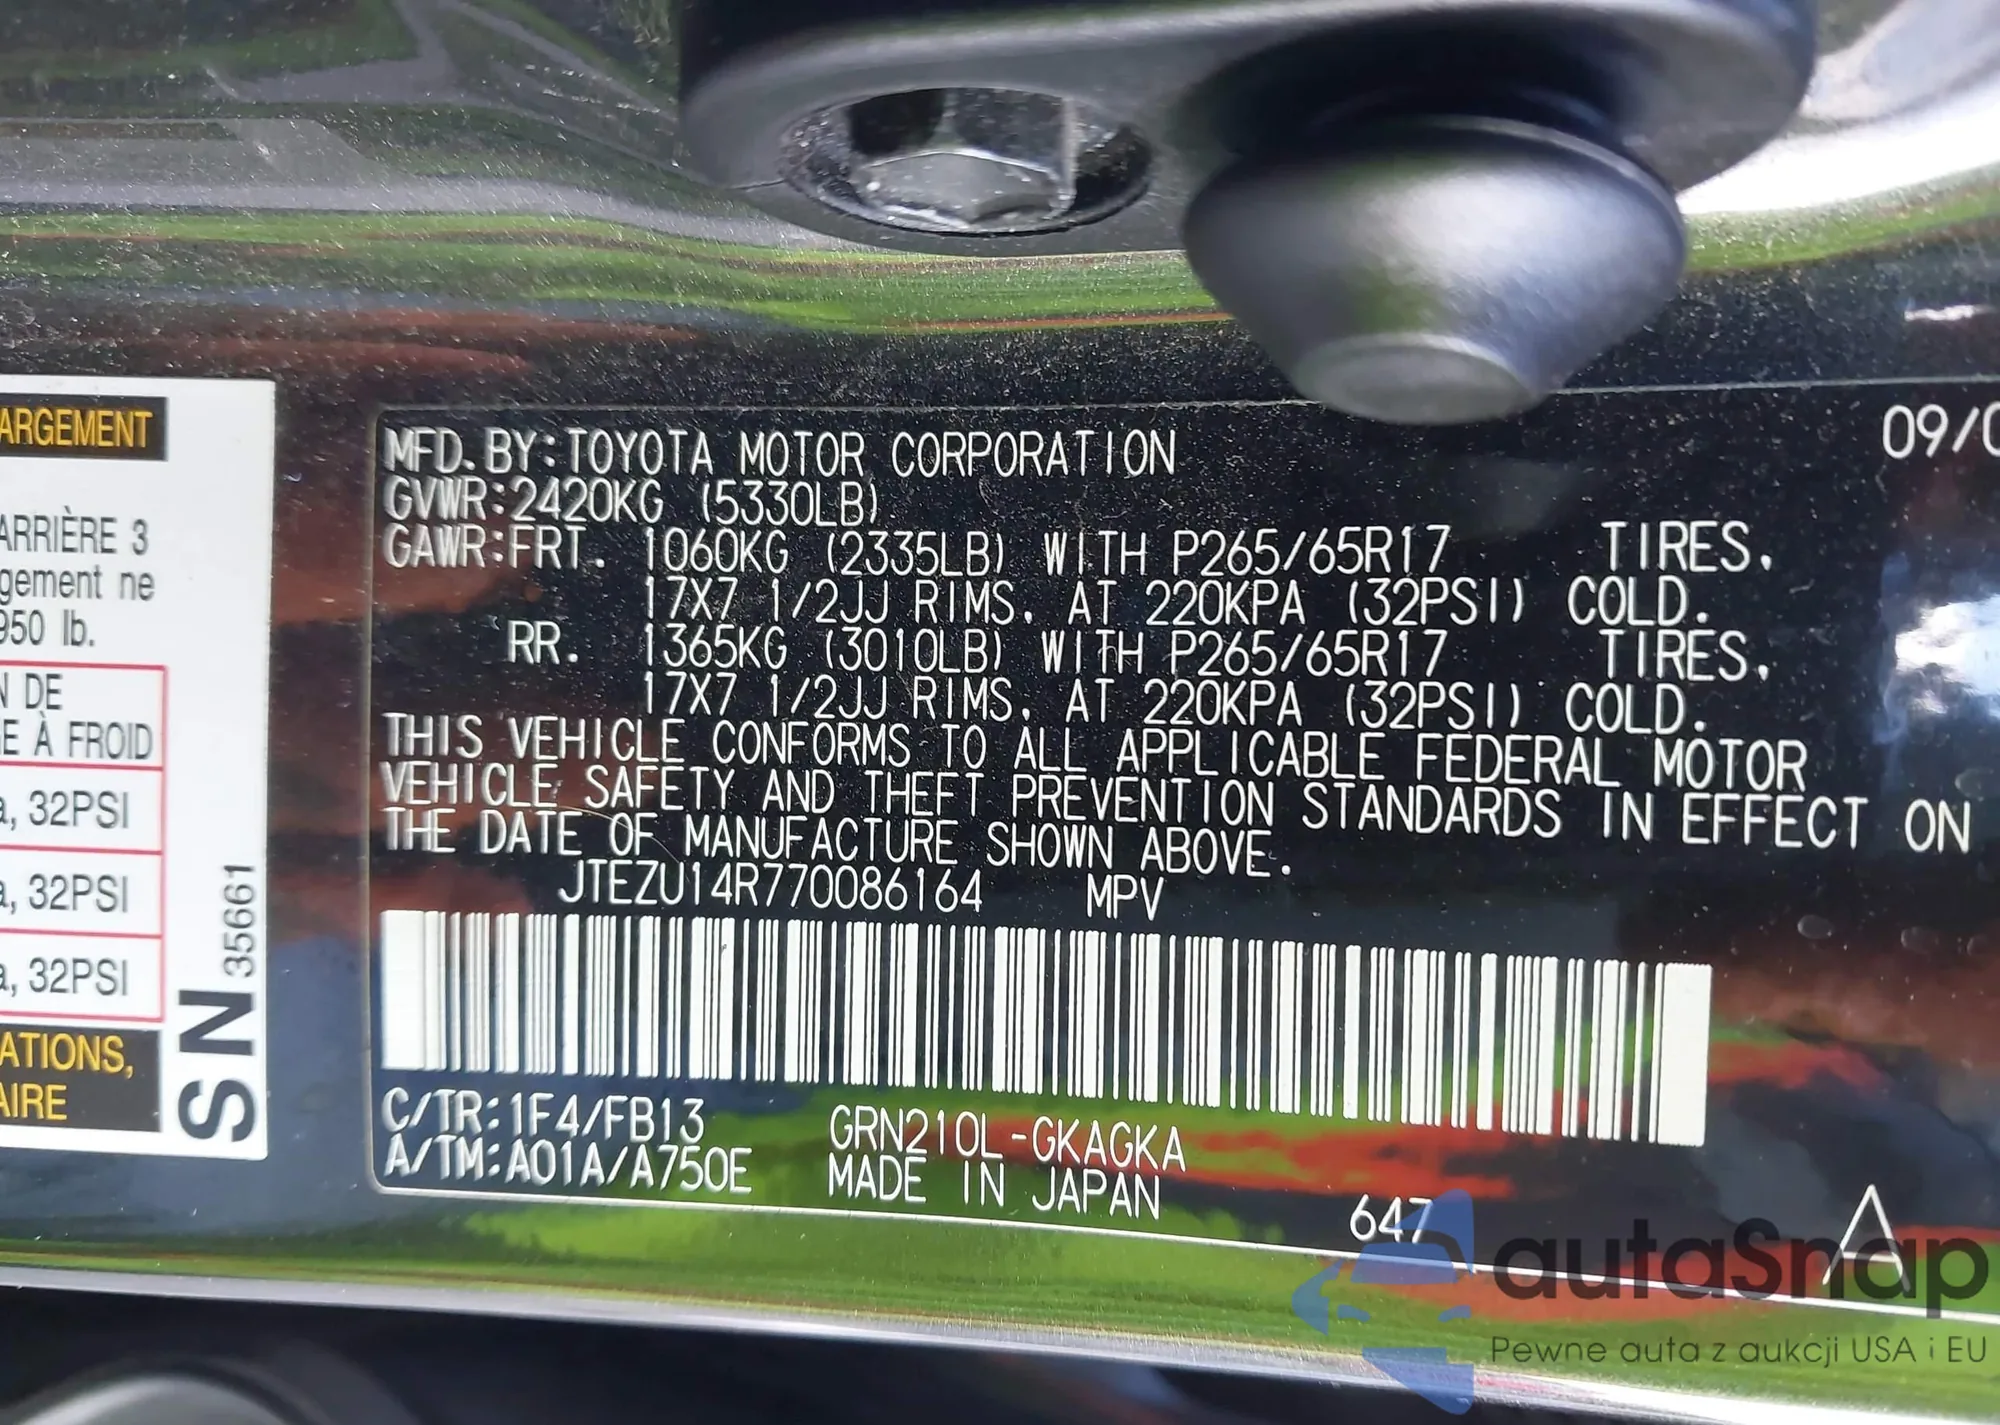 ARGEMENT
ARRIÈRE 3
gement ne
950 lb.
N DE
E À FROID
a, 32PSI
a, 32PSI
a, 32PSI
ATIONS,
AIRE
SN 35661
09/0
MFD. BY:TOYOTA MOTOR CORPORATION
GVWR:2420KG (5330LB)
GAWR:FRT. 1060KG (2335LB) WITH P265/65R17 TIRES,
17X7 1/2JJ RIMS, AT 220KPA (32PSI) COLD.
RR. 1365KG (3010LB) WITH P265/65R17 TIRES,
17X7 1/2JJ RIMS, AT 220KPA (32PSI) COLD.
THIS VEHICLE CONFORMS TO ALL APPLICABLE FEDERAL MOTOR
VEHICLE SAFETY AND THEFT PREVENTION STANDARDS IN EFFECT ON
THE DATE OF MANUFACTURE SHOWN ABOVE.
JTEZU14R770086164 MPV
C/TR:1F4/FB13 GRN210L-GKAGKA
A/TM:A01A/A750E MADE IN JAPAN
647
autaSnap
Pewne auta z aukcji USA i EU